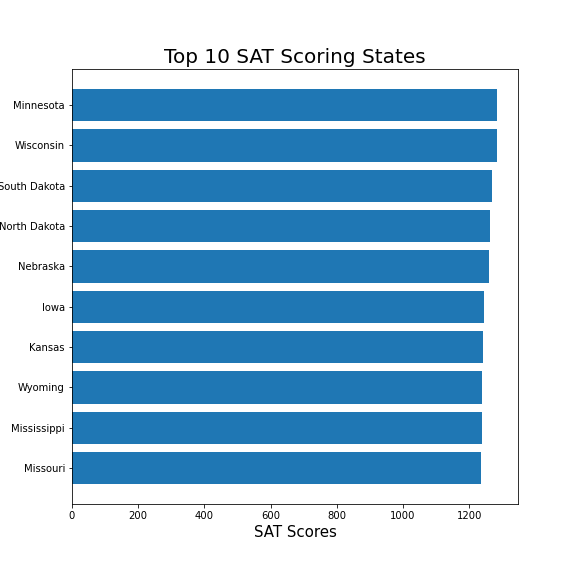 Top 10 SAT Scoring States
Minnesota
Wisconsin
South Dakota
North Dakota
Nebraska
Iowa
Kansas
Wyoming
Mississippi
Missouri
0 200 400 600 800 1000 1200
SAT Scores